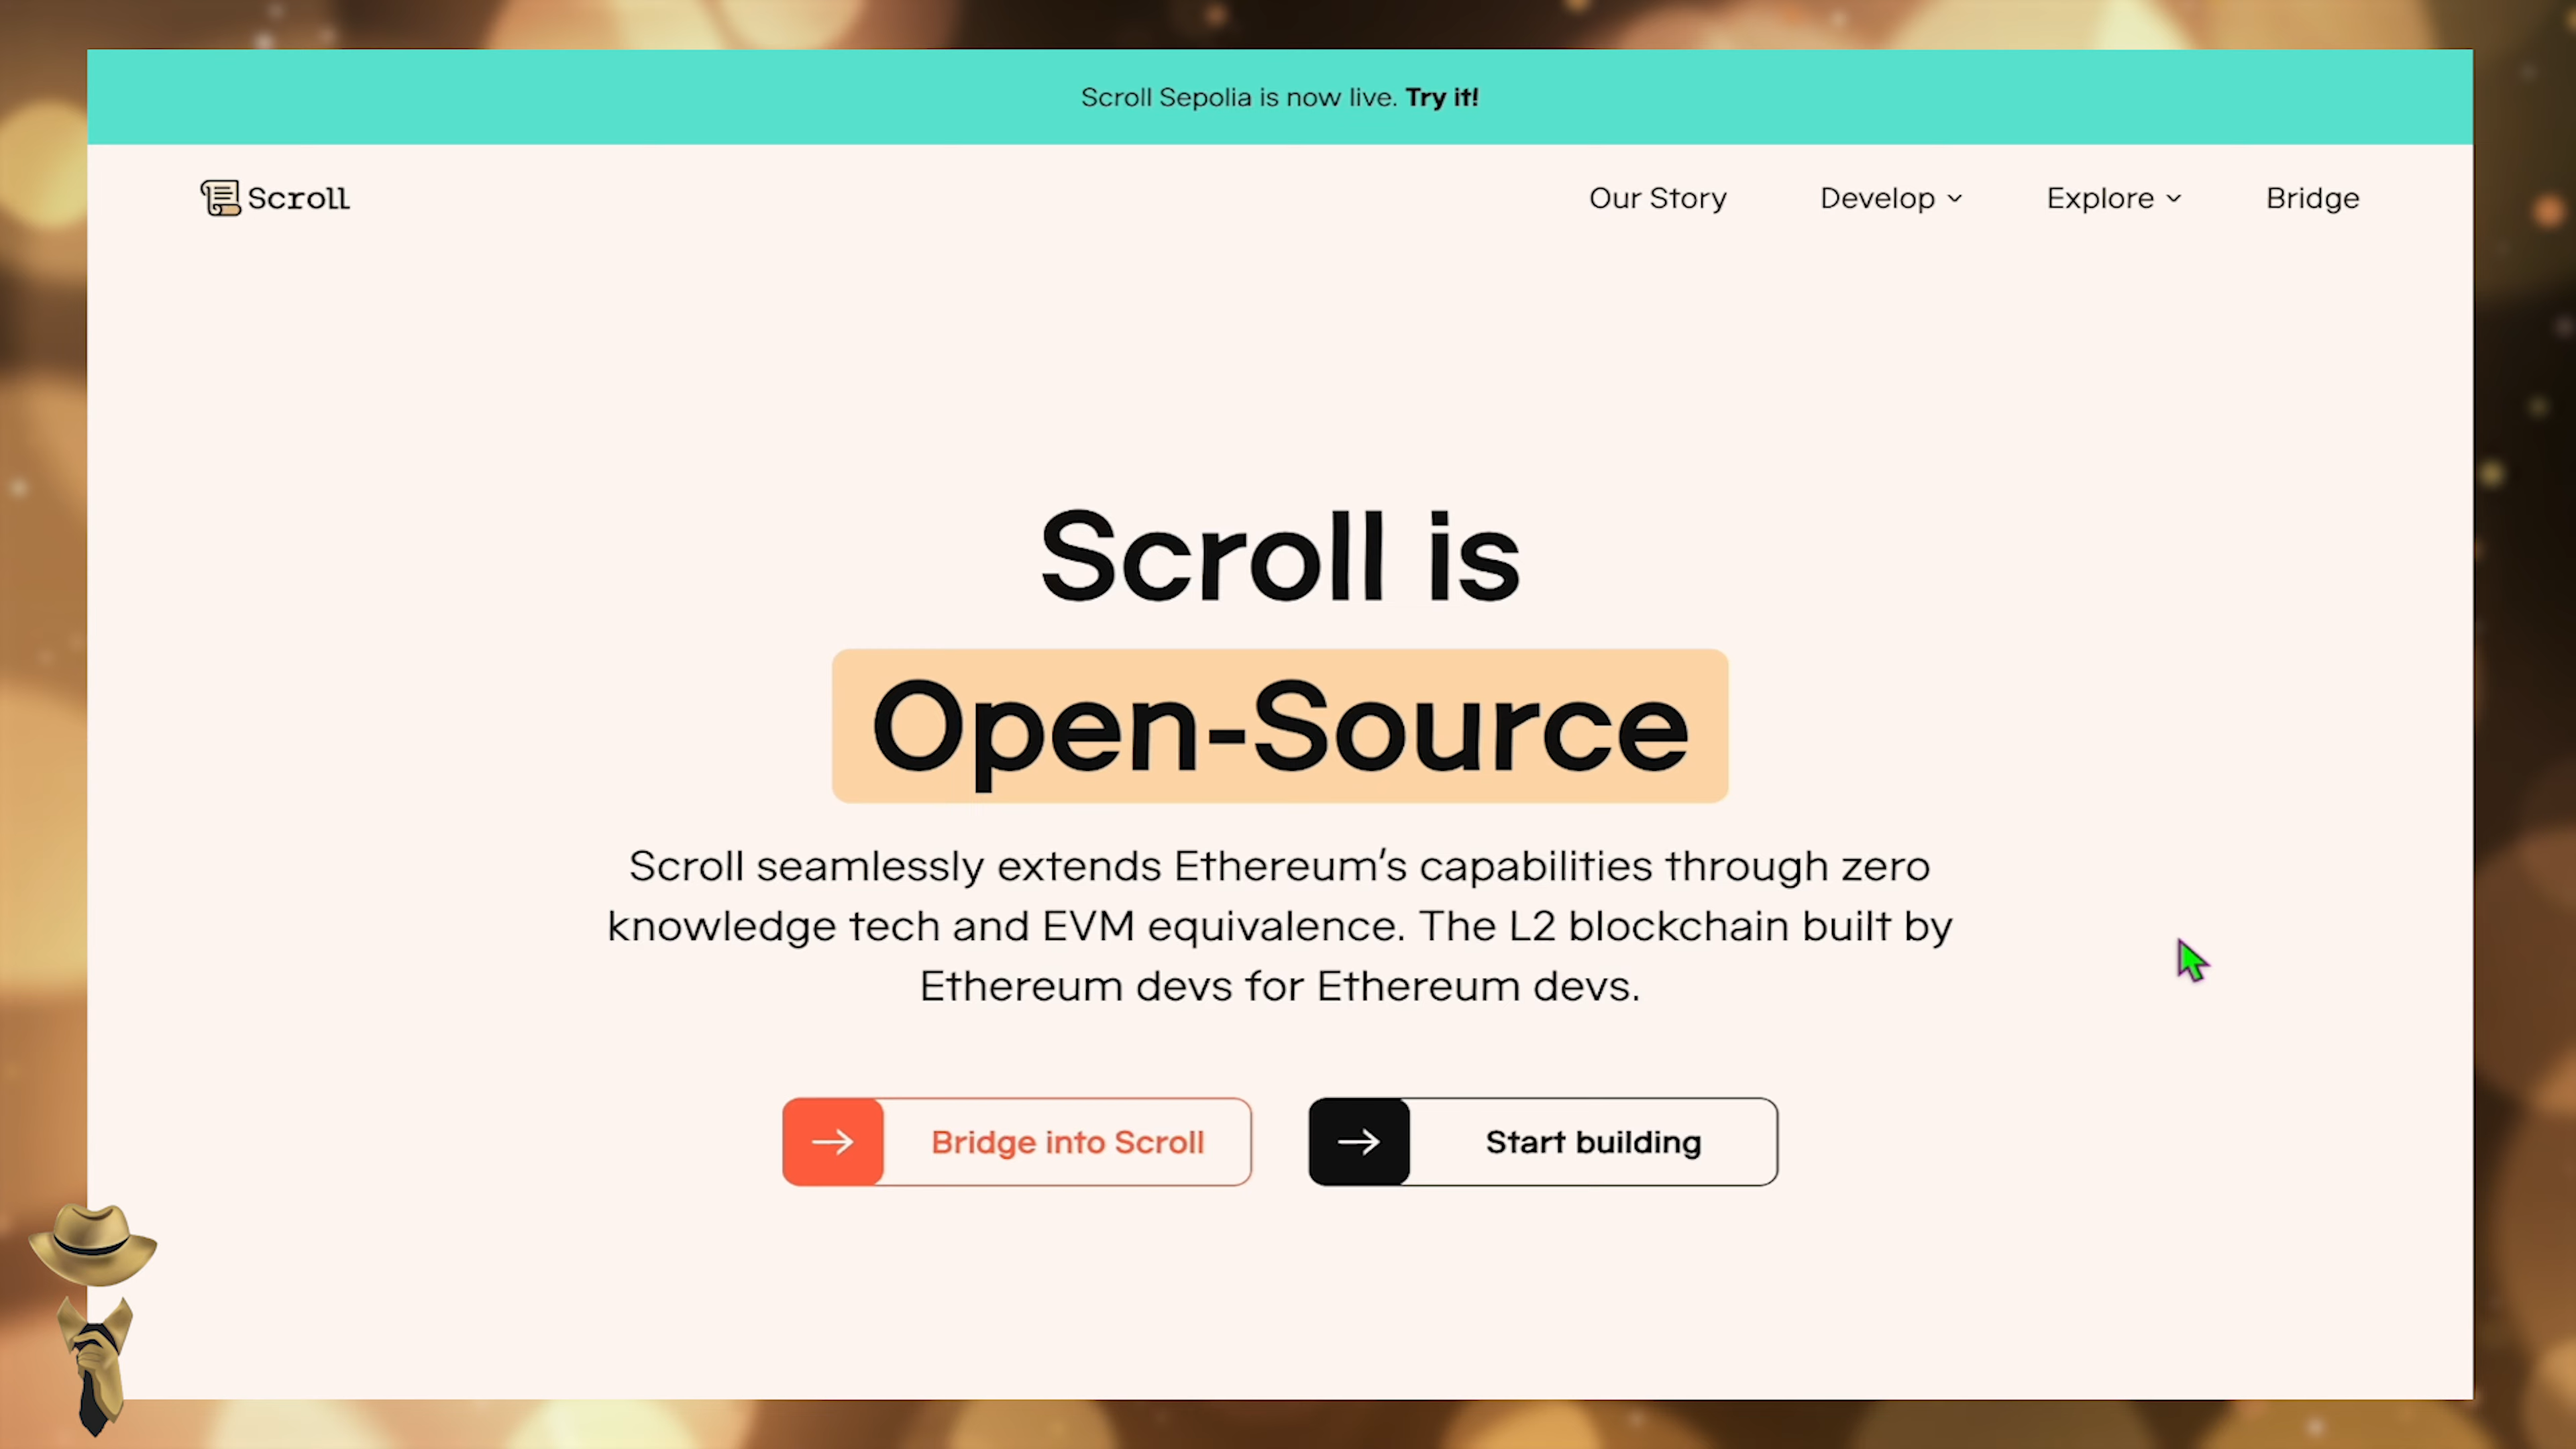 Scroll Sepolia is now live. Try it!
Scroll
Our Story
Develop
Explore
Bridge
Scroll is
Open-Source
Scroll seamlessly extends Ethereum’s capabilities through zero
knowledge tech and EVM equivalence. The L2 blockchain built by
Ethereum devs for Ethereum devs.
Bridge into Scroll
Start building